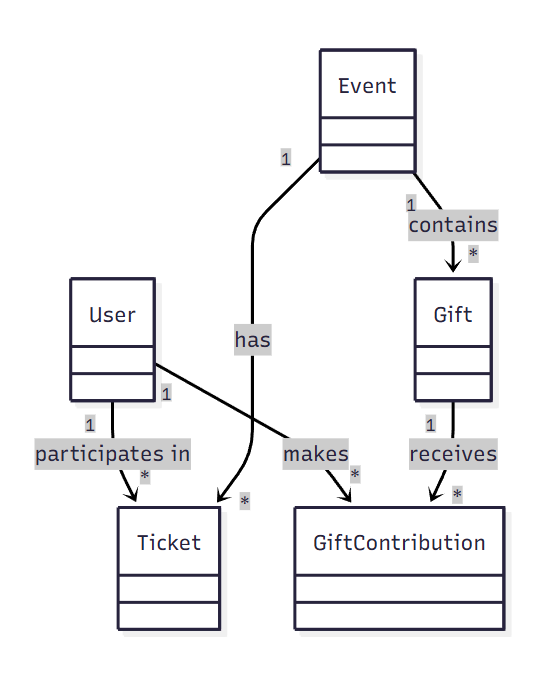 Event
1
1
contains
*
User
Gift
has
1
1
1
participates in
makes
receives
*
*
*
*
Ticket
GiftContribution